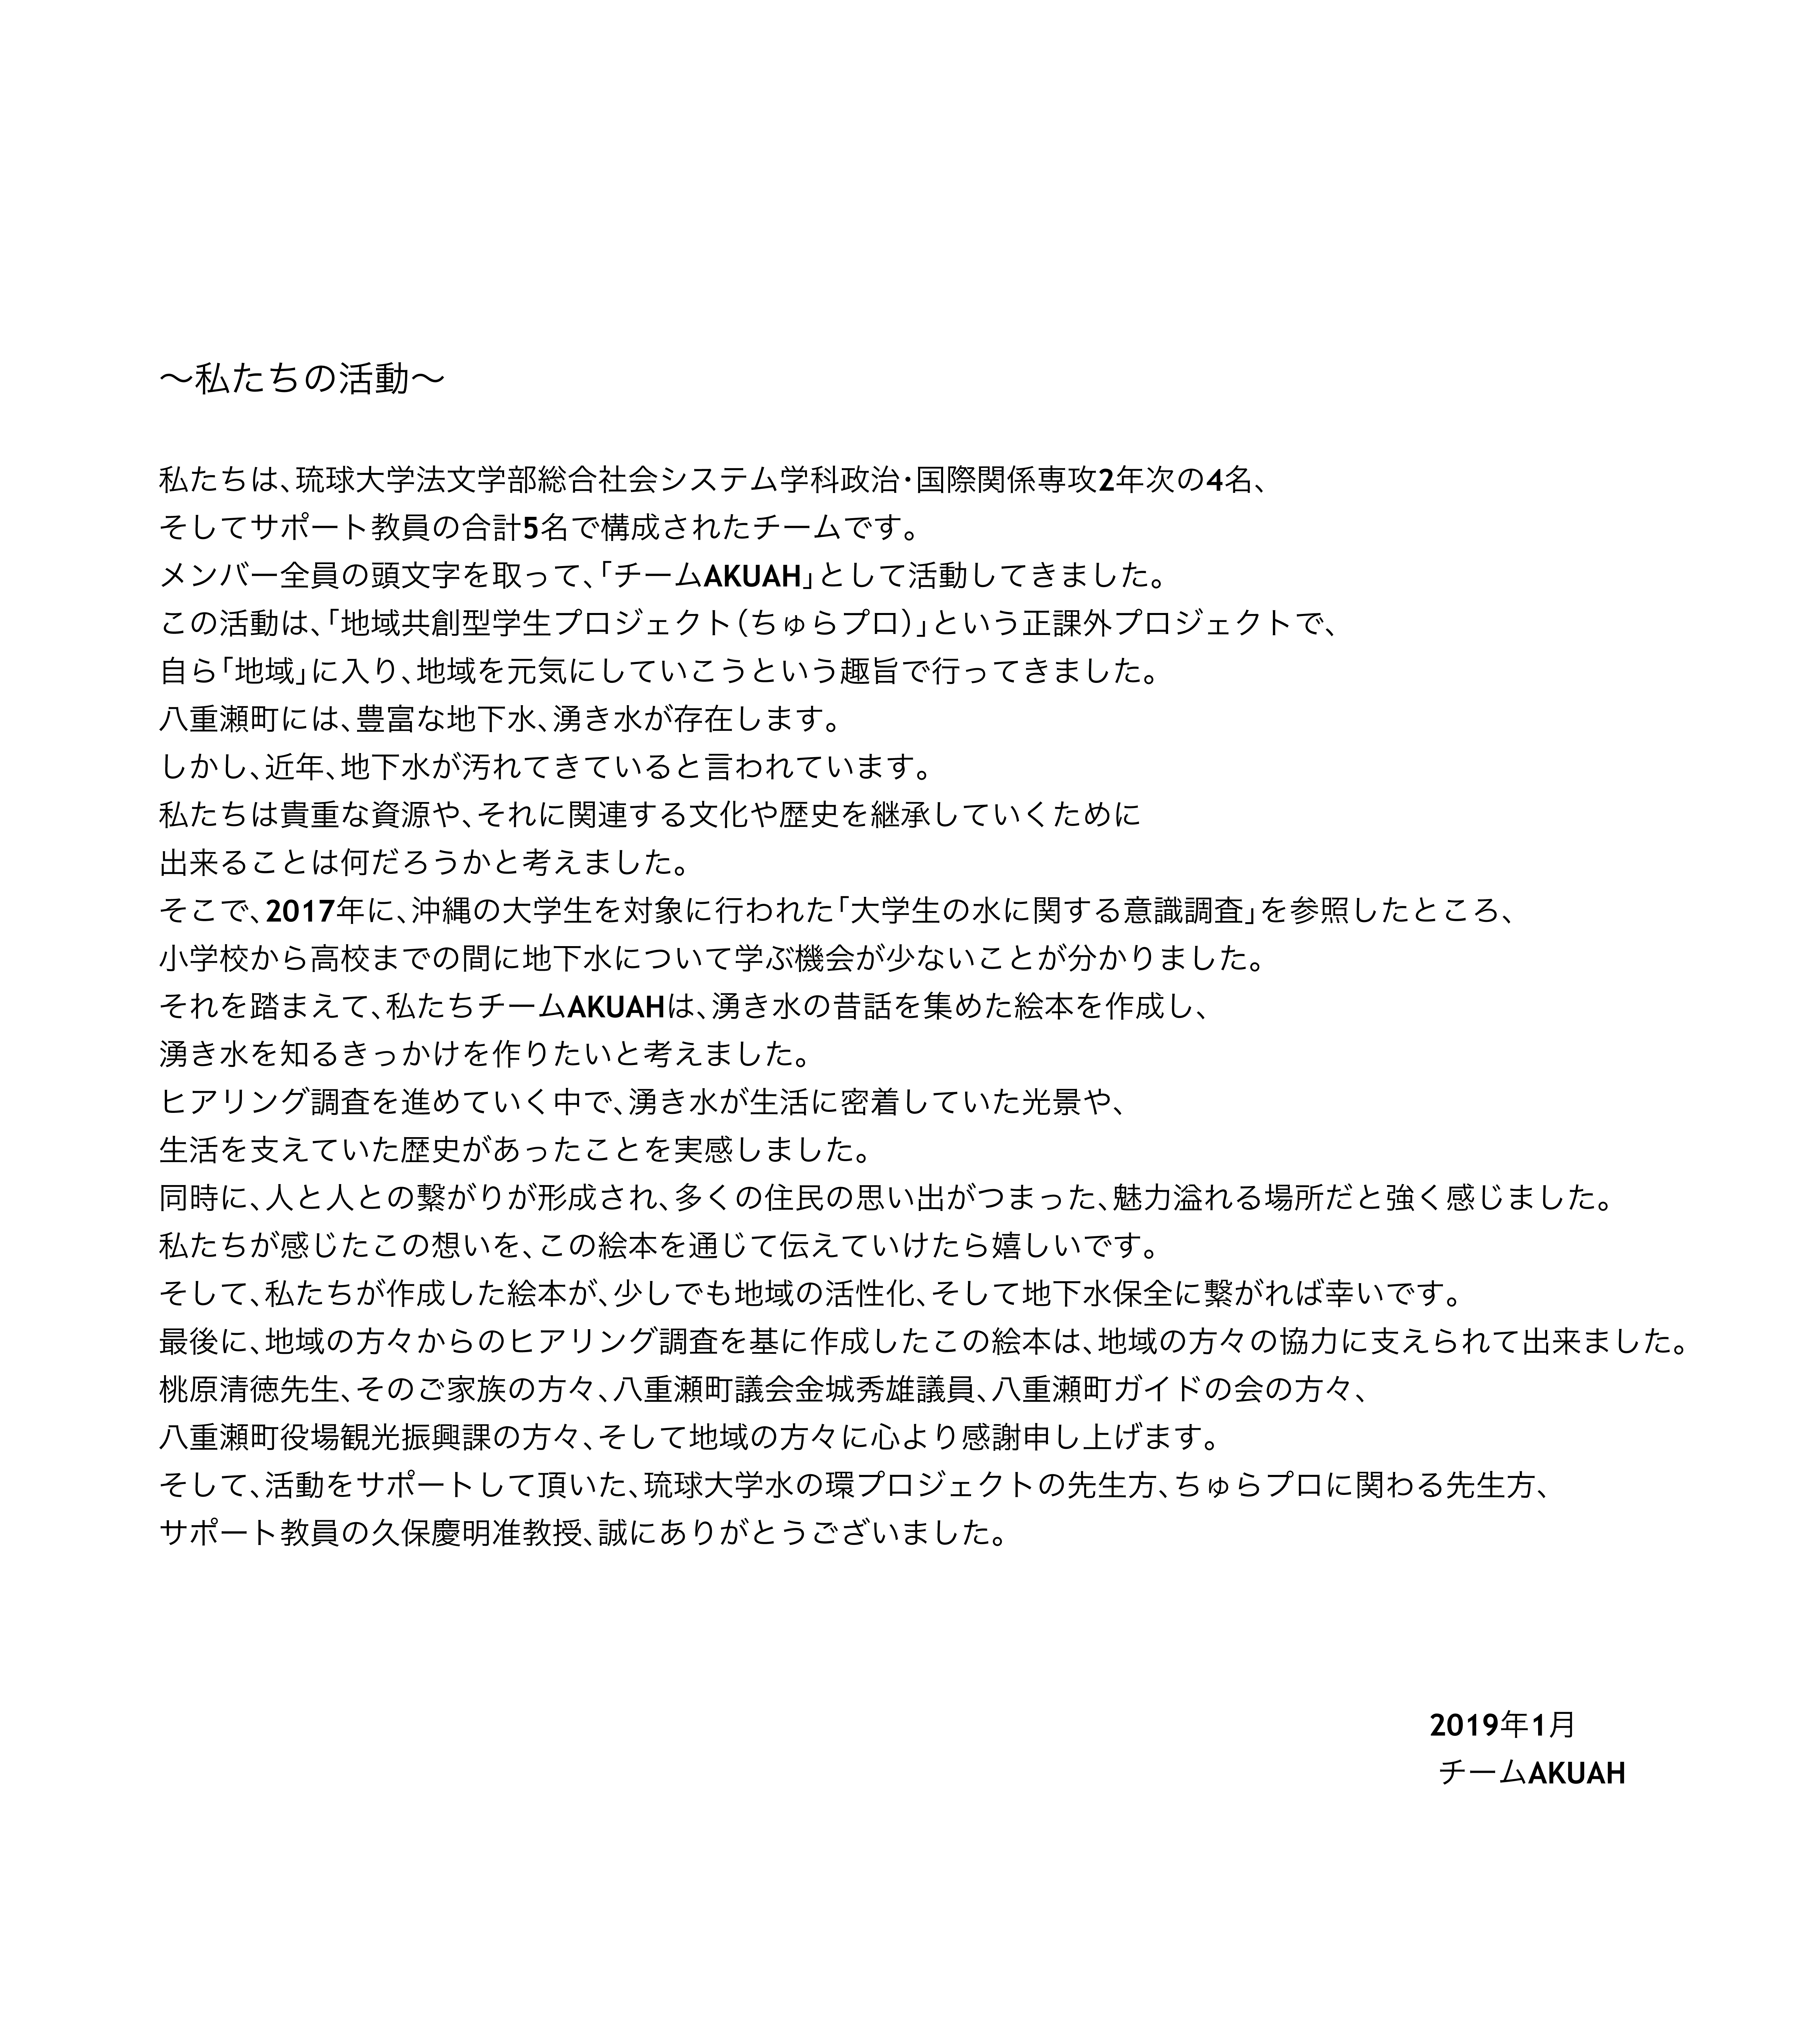 ～私たちの活動～
私たちは、琉球大学法文学部総合社会システム学科政治・国際関係専攻2年次の4名、
そしてサポート教員の合計5名で構成されたチームです。
メンバー全員の頭文字を取って、「チームAKUAH」として活動してきました。
この活動は、「地域共創型学生プロジェクト（ちゅらプロ）」という正課外プロジェクトで、
自ら「地域」に入り、地域を元気にしていこうという趣旨で行ってきました。
八重瀬町には、豊富な地下水、湧き水が存在します。
しかし、近年、地下水が汚れてきていると言われています。
私たちは貴重な資源や、それに関連する文化や歴史を継承していくために
出来ることは何だろうかと考えました。
そこで、2017年に、沖縄の大学生を対象に行われた「大学生の水に関する意識調査」を参照したところ、
小学校から高校までの間に地下水について学ぶ機会が少ないことが分かりました。
それを踏まえて、私たちチームAKUAHは、湧き水の昔話を集めた絵本を作成し、
湧き水を知るきっかけを作りたいと考えました。
ヒアリング調査を進めていく中で、湧き水が生活に密着していた光景や、
生活を支えていた歴史があったことを実感しました。
同時に、人と人との繋がりが形成され、多くの住民の思い出がつまった、魅力溢れる場所だと強く感じました。
私たちが感じたこの想いを、この絵本を通じて伝えていけたら嬉しいです。
そして、私たちが作成した絵本が、少しでも地域の活性化、そして地下水保全に繋がれば幸いです。
最後に、地域の方々からのヒアリング調査を基に作成したこの絵本は、地域の方々の協力に支えられて出来ました。
桃原清徳先生、そのご家族の方々、八重瀬町議会金城秀雄議員、八重瀬町ガイドの会の方々、
八重瀬町役場観光振興課の方々、そして地域の方々に心より感謝申し上げます。
そして、活動をサポートして頂いた、琉球大学水の環プロジェクトの先生方、ちゅらプロに関わる先生方、
サポート教員の久保慶明准教授、誠にありがとうございました。
2019年1月
チームAKUAH